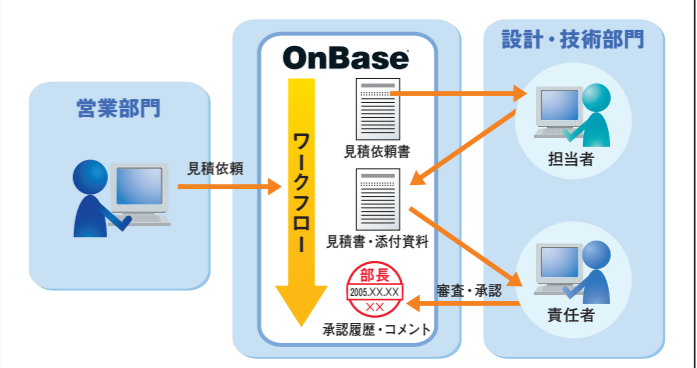 営業部門
見積依頼
OnBase
ワークフロー
見積依頼書
見積書・添付資料
部長
2005.XX.XX
××
承認履歴・コメント
設計・技術部門
担当者
審査・承認
責任者